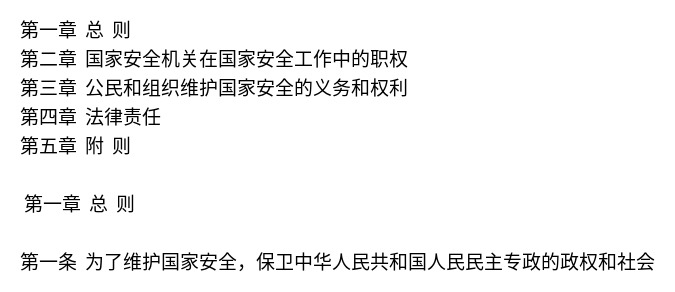 第一章 总 则
第二章 国家安全机关在国家安全工作中的职权
第三章 公民和组织维护国家安全的义务和权利
第四章 法律责任
第五章 附 则
第一章 总 则
第一条 为了维护国家安全，保卫中华人民共和国人民民主专政的政权和社会